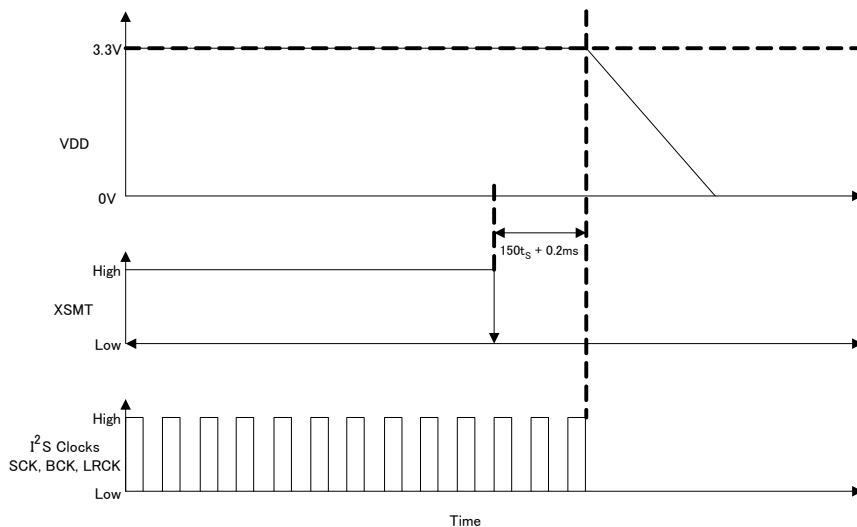 3.3V
VDD
0V
150tS + 0.2ms
High
XSMT
Low
High
I2S Clocks
SCK, BCK, LRCK
Low
Time